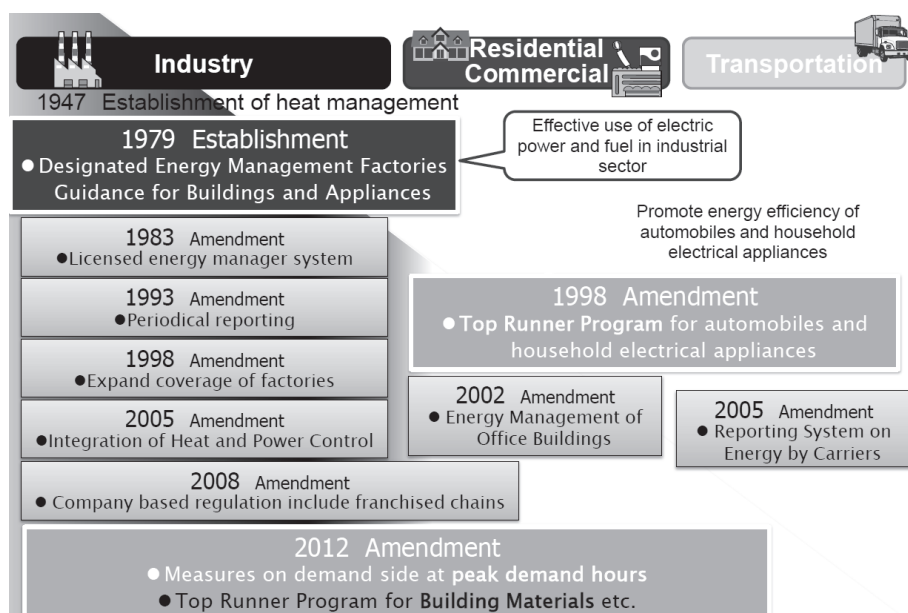 Industry
Residential
Commercial
Transportation
1947 Establishment of heat management
1979 Establishment
● Designated Energy Management Factories
Guidance for Buildings and Appliances
Effective use of electric
power and fuel in industrial
sector
Promote energy efficiency of
automobiles and household
electrical appliances
1983 Amendment
●Licensed energy manager system
1993 Amendment
●Periodical reporting
1998 Amendment
●Expand coverage of factories
2005 Amendment
●Integration of Heat and Power Control
1998 Amendment
● Top Runner Program for automobiles and
household electrical appliances
2002 Amendment
● Energy Management of
Office Buildings
2005 Amendment
● Reporting System on
Energy by Carriers
2008 Amendment
● Company based regulation include franchised chains
2012 Amendment
● Measures on demand side at peak demand hours
● Top Runner Program for Building Materials etc.